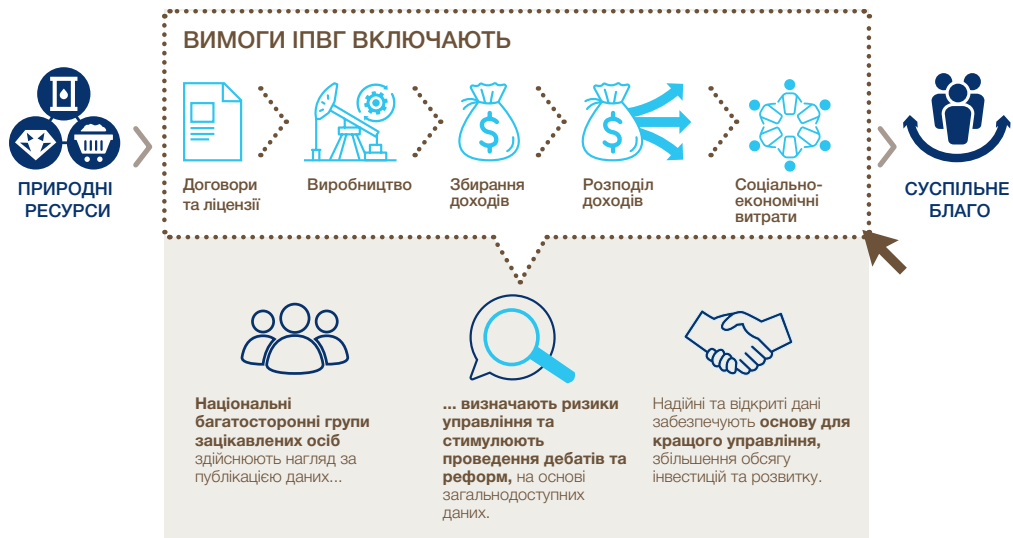 ВИМОГИ ІПВГ ВКЛЮЧАЮТЬ
ПРИРОДНІ
РЕСУРСИ
Договори
та ліцензії
Виробництво
Збирання
доходів
Розподіл
доходів
Соціально-
економічні
витрати
СУСПІЛЬНЕ
БЛАГО
Національні
багатосторонні групи
зацікавлених осіб
здійснюють нагляд за
публікацією даних...
... визначають ризики
управління та
стимулюють
проведення дебатів та
реформ, на основі
загальнодоступних
даних.
Надійні та відкриті дані
забезпечують основу для
кращого управління,
збільшення обсягу
інвестицій та розвитку.